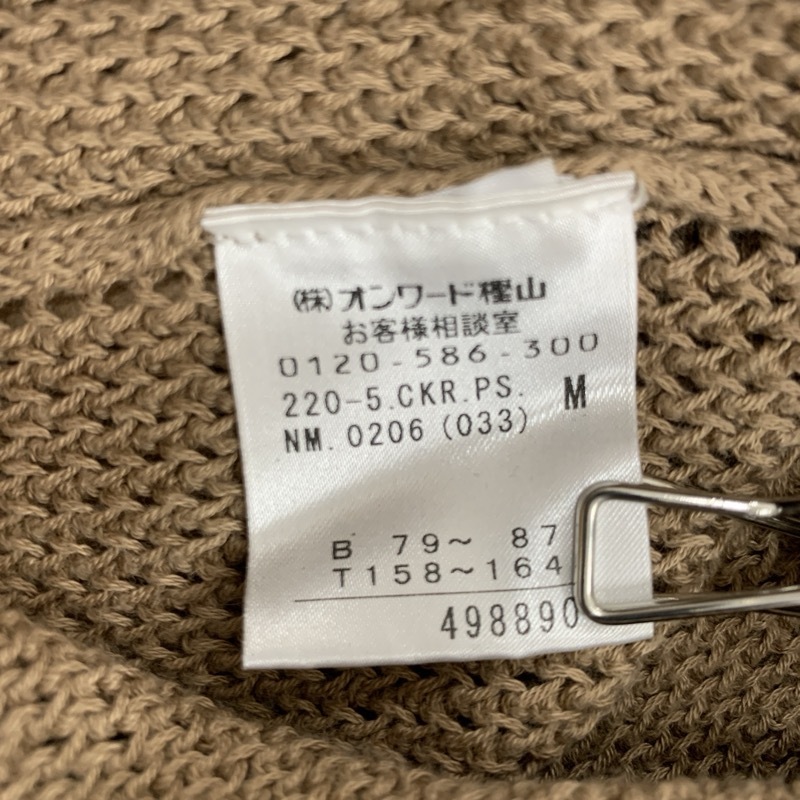 (株)オンワード樫山
お客様相談室
0120-586-300
220-5.CKR.PS. M
NM.0206(033)
B 79～ 87
T158～164
498890